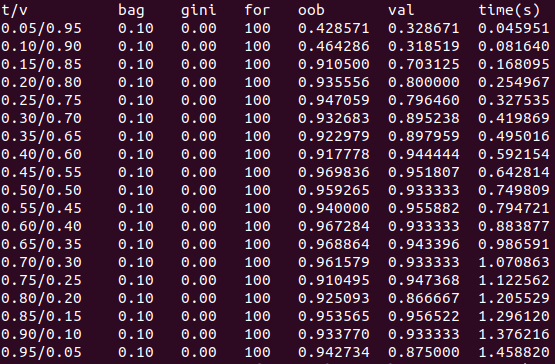 t/v bag gini for oob val time(s)
0.05/0.95 0.10 0.00 100 0.428571 0.328671 0.045951
0.10/0.90 0.10 0.00 100 0.464286 0.318519 0.081640
0.15/0.85 0.10 0.00 100 0.910500 0.703125 0.168095
0.20/0.80 0.10 0.00 100 0.935556 0.800000 0.254967
0.25/0.75 0.10 0.00 100 0.947059 0.796460 0.327535
0.30/0.70 0.10 0.00 100 0.932683 0.895238 0.419869
0.35/0.65 0.10 0.00 100 0.922979 0.897959 0.495016
0.40/0.60 0.10 0.00 100 0.917778 0.944444 0.592154
0.45/0.55 0.10 0.00 100 0.969836 0.951807 0.642814
0.50/0.50 0.10 0.00 100 0.959265 0.933333 0.749809
0.55/0.45 0.10 0.00 100 0.940000 0.955882 0.794721
0.60/0.40 0.10 0.00 100 0.967284 0.933333 0.883877
0.65/0.35 0.10 0.00 100 0.968864 0.943396 0.986591
0.70/0.30 0.10 0.00 100 0.961579 0.933333 1.070863
0.75/0.25 0.10 0.00 100 0.910495 0.947368 1.122562
0.80/0.20 0.10 0.00 100 0.925093 0.866667 1.205529
0.85/0.15 0.10 0.00 100 0.953565 0.956522 1.296120
0.90/0.10 0.10 0.00 100 0.933770 0.933333 1.376216
0.95/0.05 0.10 0.00 100 0.942734 0.875000 1.458820